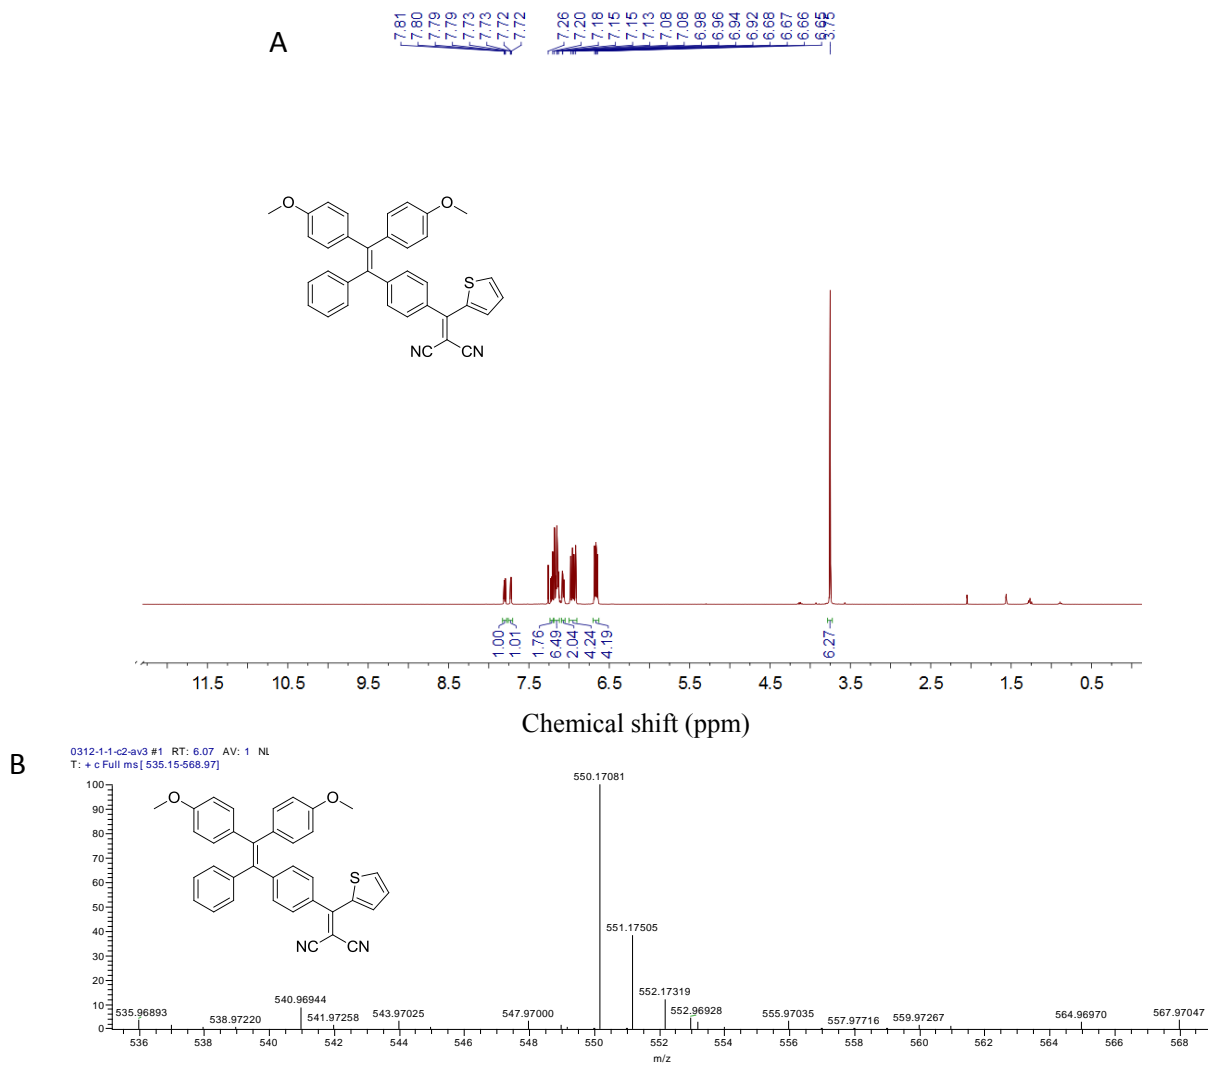 A
7.81 7.80 7.79 7.79 7.73 7.73 7.72 7.72 7.26 7.20 7.18 7.15 7.15 7.13 7.08 7.08 6.98 6.96 6.94 6.92 6.68 6.67 6.66 6.65 3.75
O O
S
NC CN
1.00 1.01 1.76 6.49 2.04 4.24 4.19 6.27
11.5 10.5 9.5 8.5 7.5 6.5 5.5 4.5 3.5 2.5 1.5 0.5
Chemical shift (ppm)
B
0312-1-1-c2-av3 #1 RT: 6.07 AV: 1 NL
T: + c Full ms [ 535.15-568.97]
550.17081
100
90
80
70
60
50
40
30
20
10
0
O O
S
NC CN
551.17505
552.17319
535.96893 538.97220 540.96944 541.97258 543.97025 547.97000 552.96928 555.97035 557.97716 559.97267 564.96970 567.97047
536 538 540 542 544 546 548 550 552 554 556 558 560 562 564 566 568
m/z